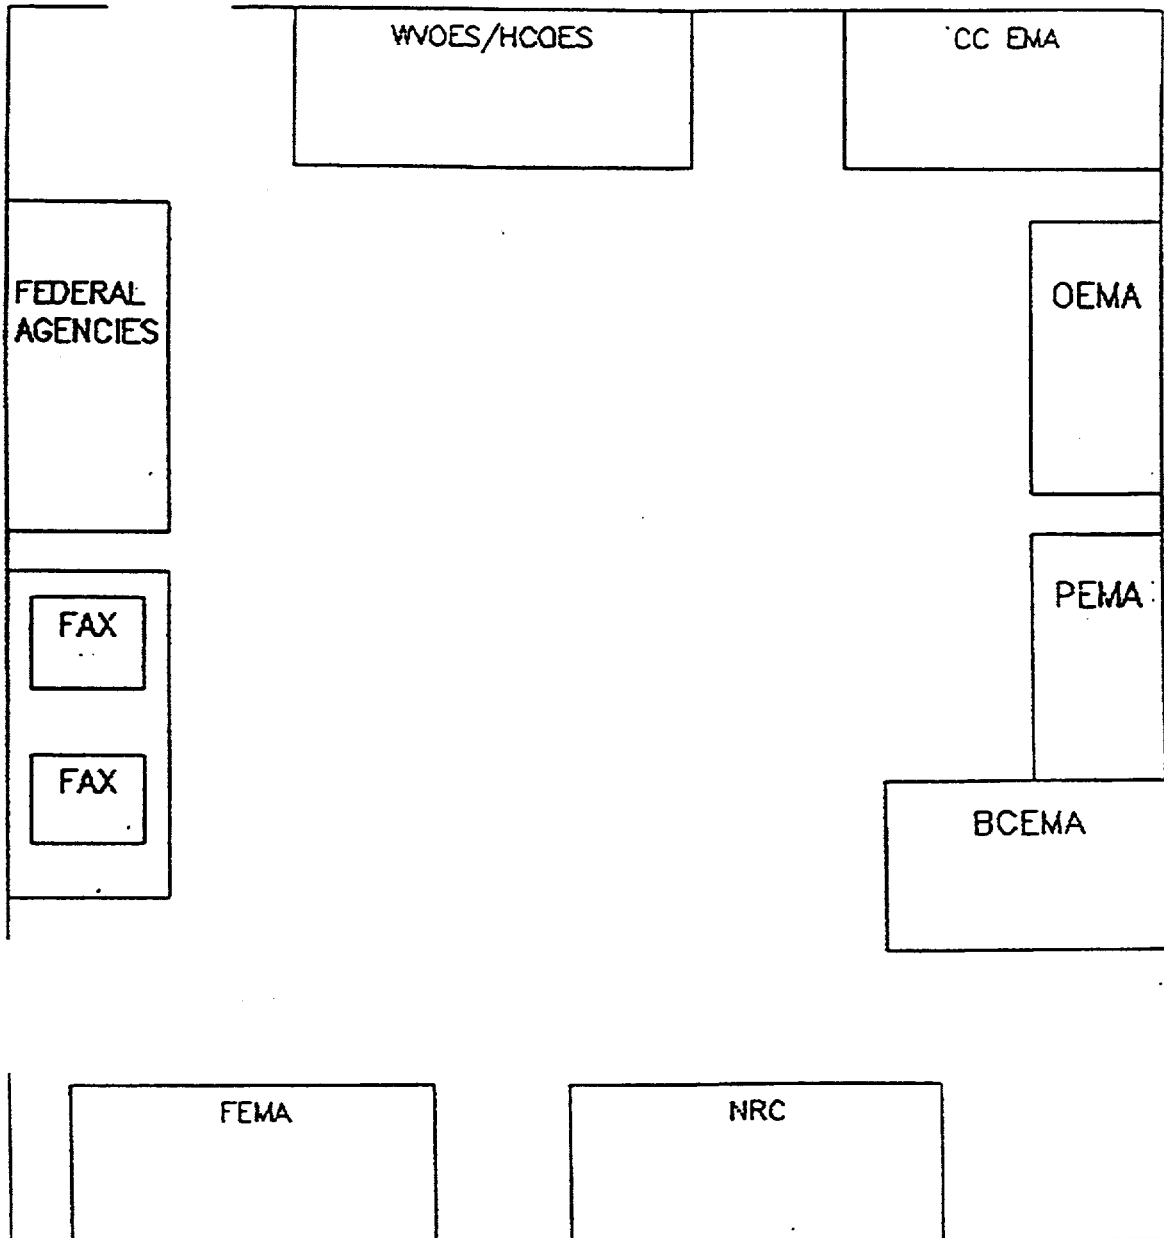 WVOES/HCOES
CC EMA
FEDERAL
AGENCIES
OEMA
FAX
PEMA
FAX
BCEMA
FEMA
NRC